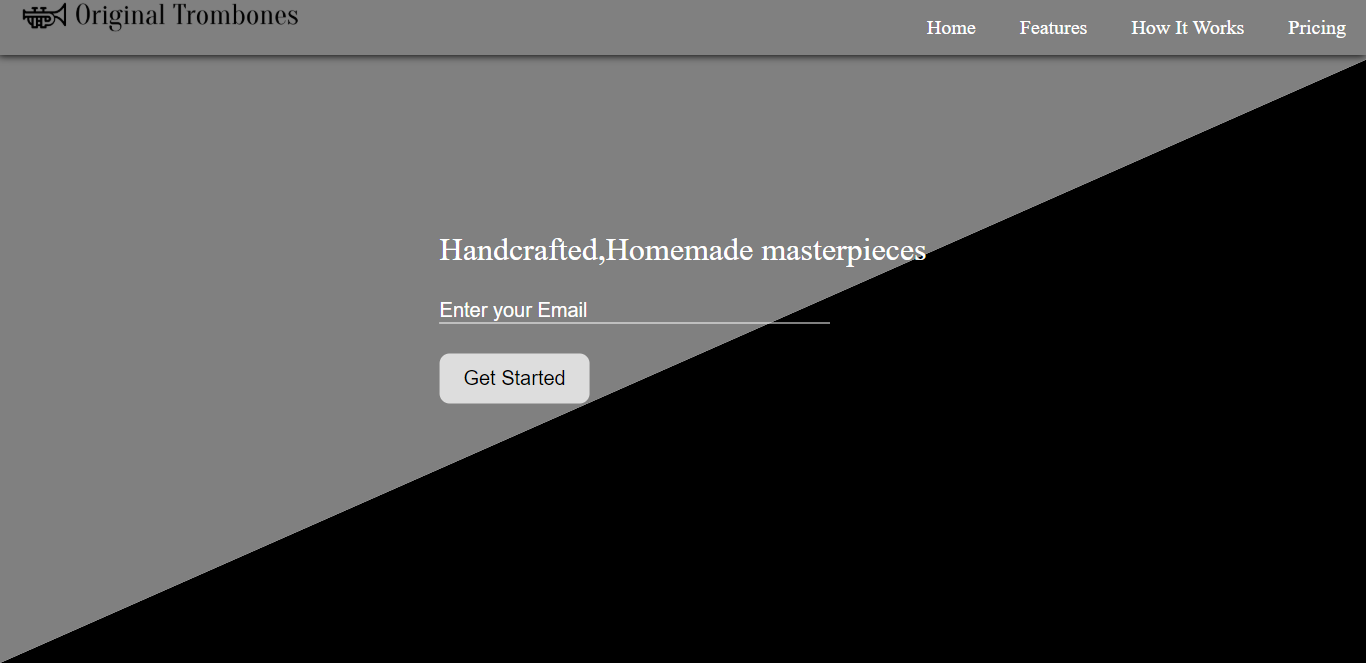 Original Trombones
Home Features How It Works Pricing
Handcrafted,Homemade masterpieces
Enter your Email
Get Started